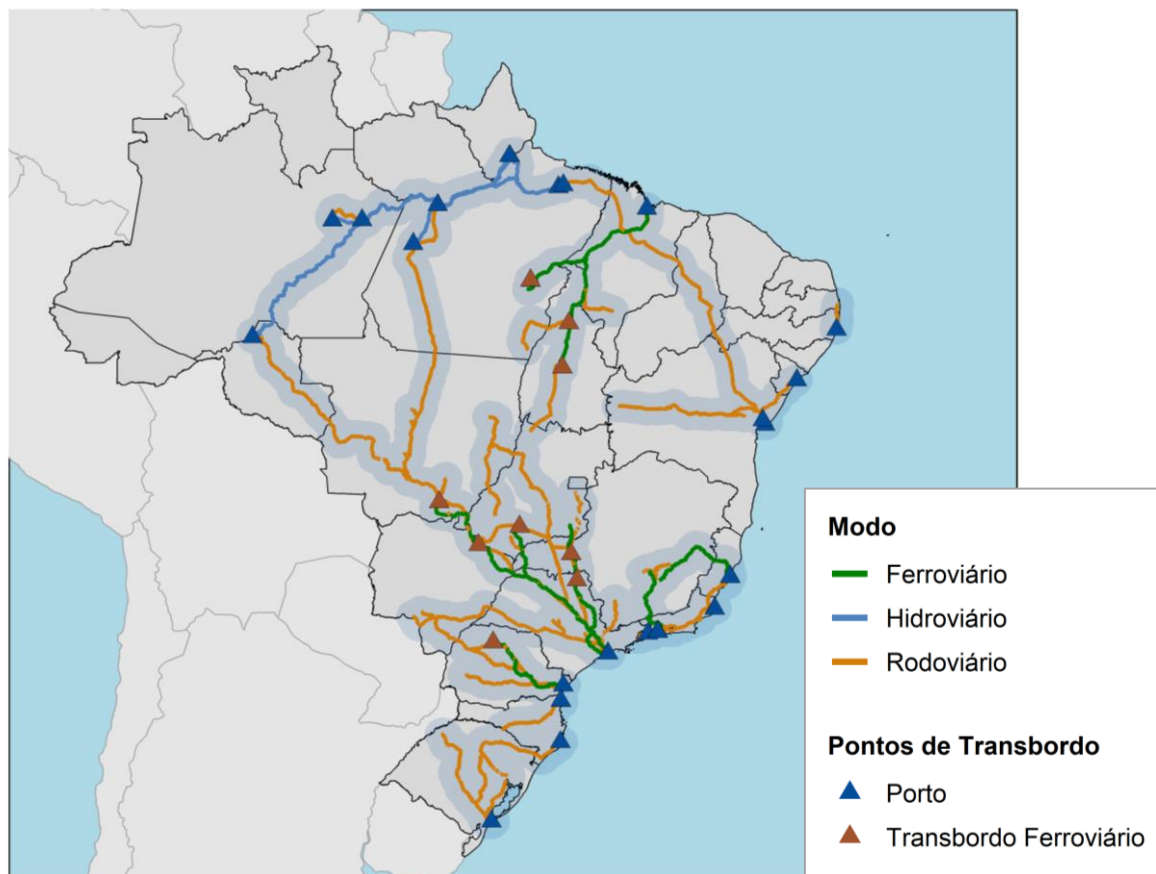 Modo
Ferroviário
Hidroviário
Rodoviário
Pontos de Transbordo
Porto
Transbordo Ferroviário